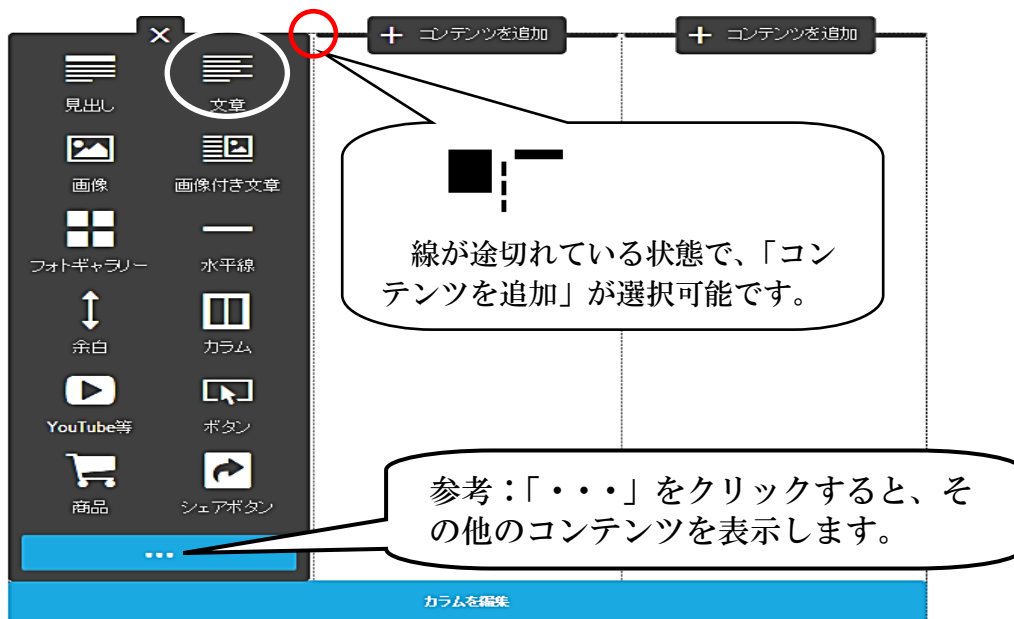 コンテンツを追加
コンテンツを追加
見出し
文章
画像
画像付き文章
フォトギャラリー
水平線
余白
カラム
YouTube等
ボタン
商品
シェアボタン
線が途切れている状態で、「コン
テンツを追加」が選択可能です。
参考：「・・・」をクリックすると、そ
の他のコンテンツを表示します。
カラムを編集